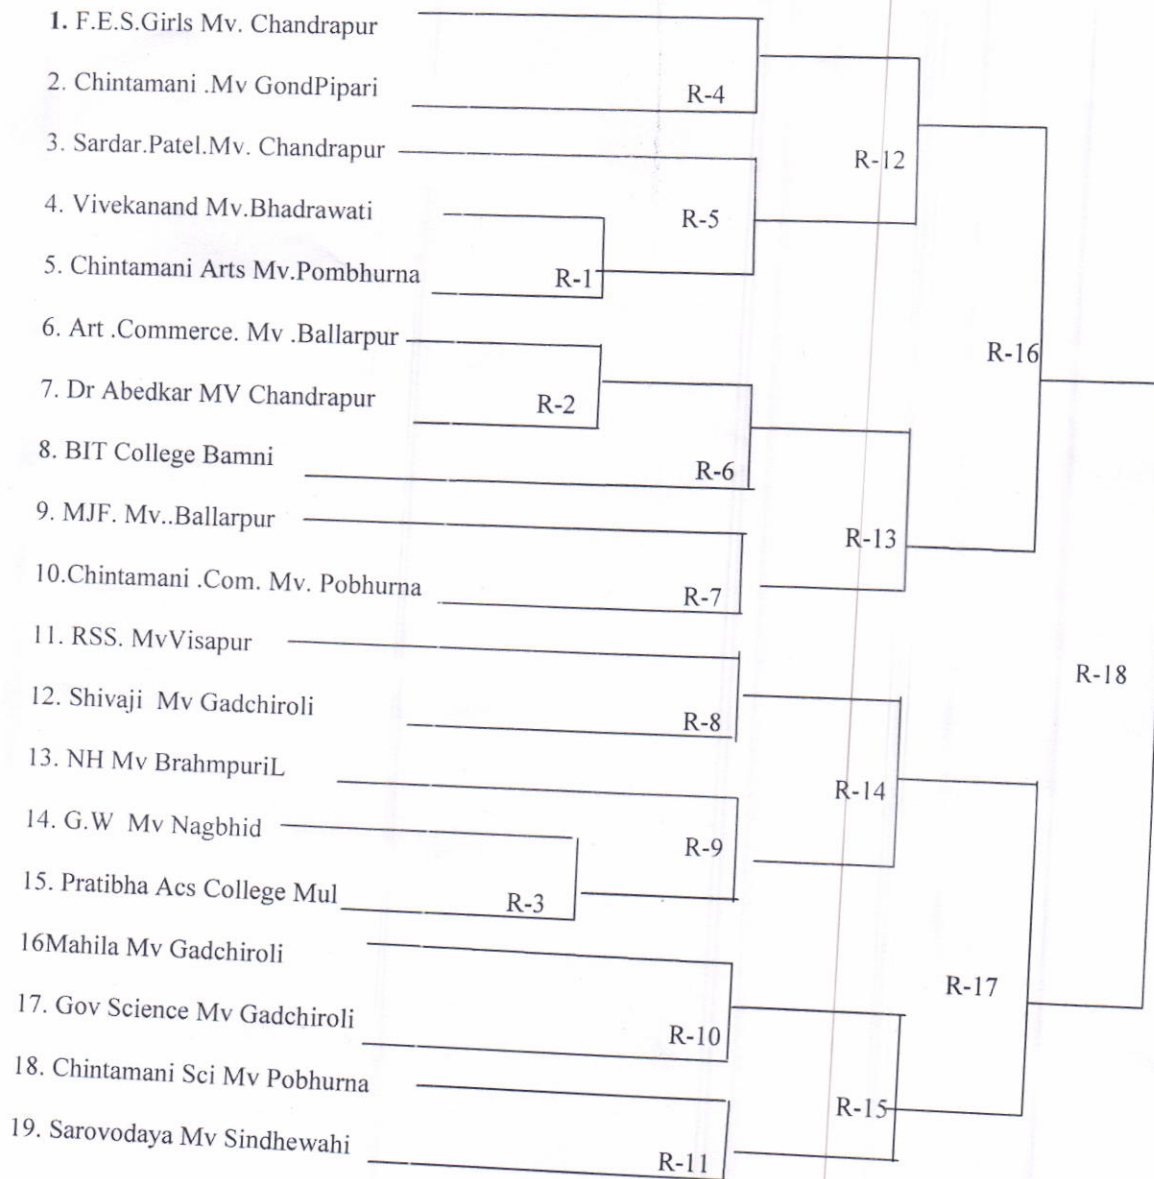 1. F.E.S.Girls Mv. Chandrapur
2. Chintamani .Mv GondPipari
R-4
3. Sardar.Patel.Mv. Chandrapur
R-12
4. Vivekanand Mv.Bhadrawati
R-5
5. Chintamani Arts Mv.Pombhurna
R-1
6. Art .Commerce. Mv .Ballarpur
R-16
7. Dr Abedkar MV Chandrapur
R-2
8. BIT College Bamni
R-6
9. MJF. Mv..Ballarpur
R-13
10.Chintamani .Com. Mv. Pobhurna
R-7
11. RSS. MvVisapur
R-18
12. Shivaji Mv Gadchiroli
R-8
13. NH Mv BrahmpuriL
R-14
14. G.W Mv Nagbhid
R-9
15. Pratibha Acs College Mul
R-3
16Mahila Mv Gadchiroli
R-17
17. Gov Science Mv Gadchiroli
R-10
18. Chintamani Sci Mv Pobhurna
R-15
19. Sarovodaya Mv Sindhewahi
R-11